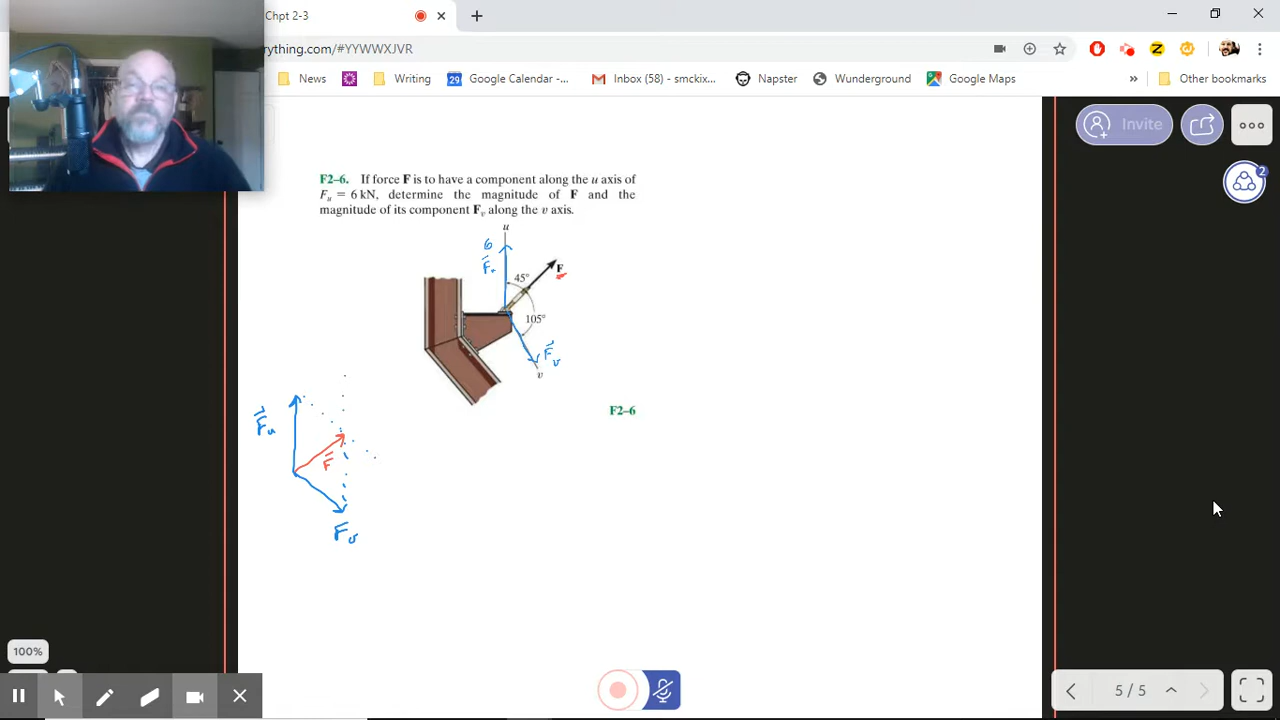 Chpt 2-3
ything.com/#YYWWXJVR
News
Writing
29
Google Calendar -...
Inbox (58) - smckix...
Napster
Wunderground
Google Maps
»
Other bookmarks
Invite
2
F2–6. If force F is to have a component along the u axis of
Fu = 6 kN, determine the magnitude of F and the
magnitude of its component Fv along the v axis.
u
6
F
45°
F
105°
Fv
v
F2–6
Fu
F
Fv
100%
5 / 5